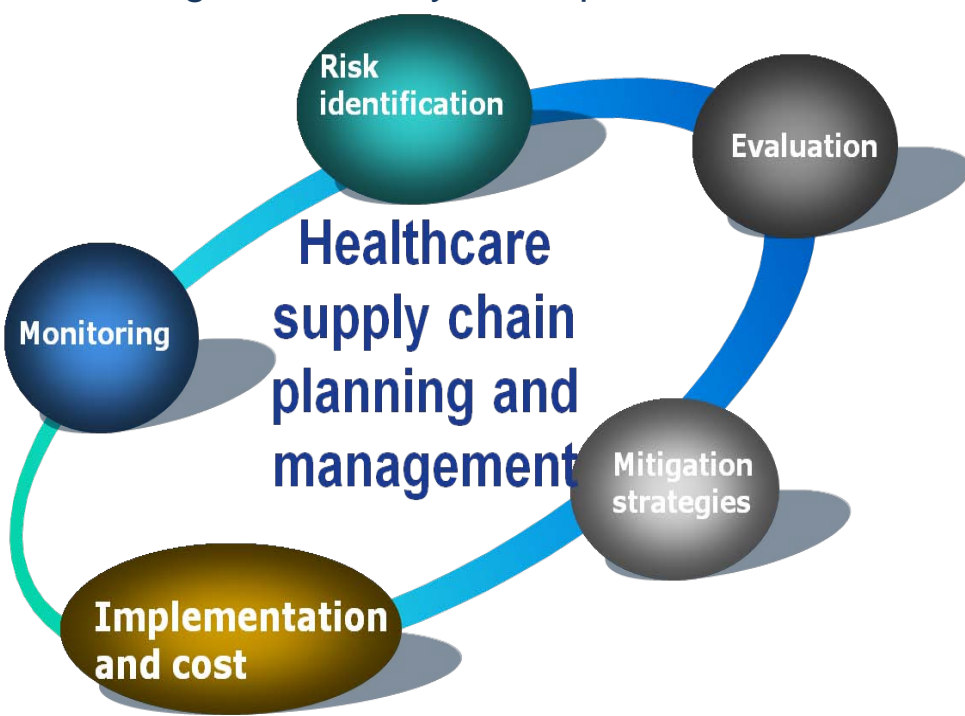 Risk
identification
Evaluation
Healthcare
supply chain
planning and
management
Monitoring
Mitigation
strategies
Implementation
and cost